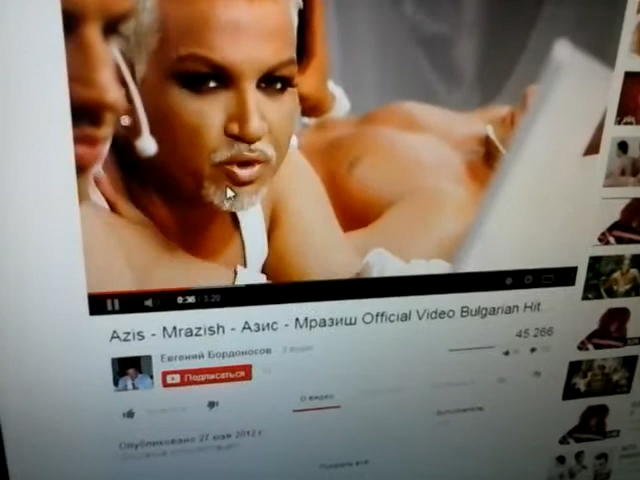 0:36 / 3:20
Azis - Mrazish - Азис - Мразиш Official Video Bulgarian Hit
Евгений Бордоносов
Подписаться
45 266
О видео
Опубликовано 27 мая 2012 г.